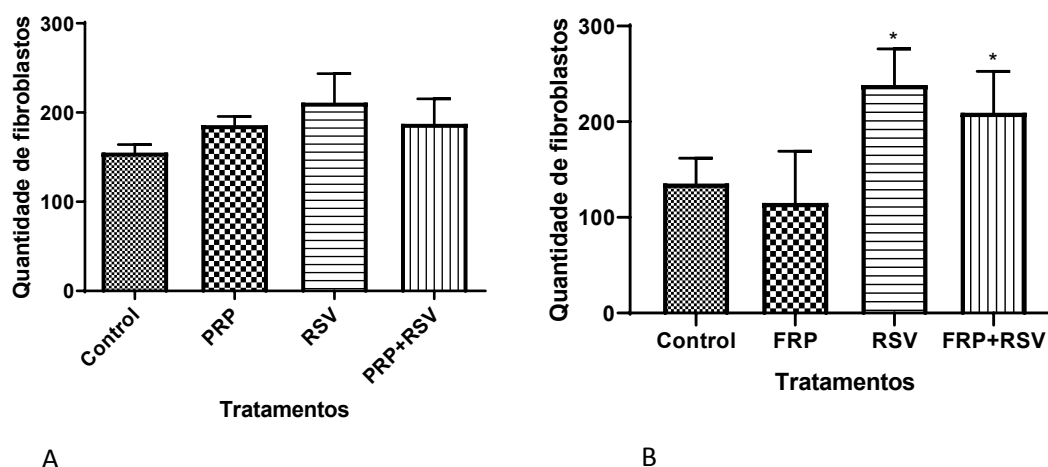 300
200
100
0
Quantidade de fibroblastos
Control
PRP
RSV
PRP+RSV
Tratamentos
A
300
200
100
0
Quantidade de fibroblastos
*
*
Control
FRP
RSV
FRP+RSV
Tratamentos
B